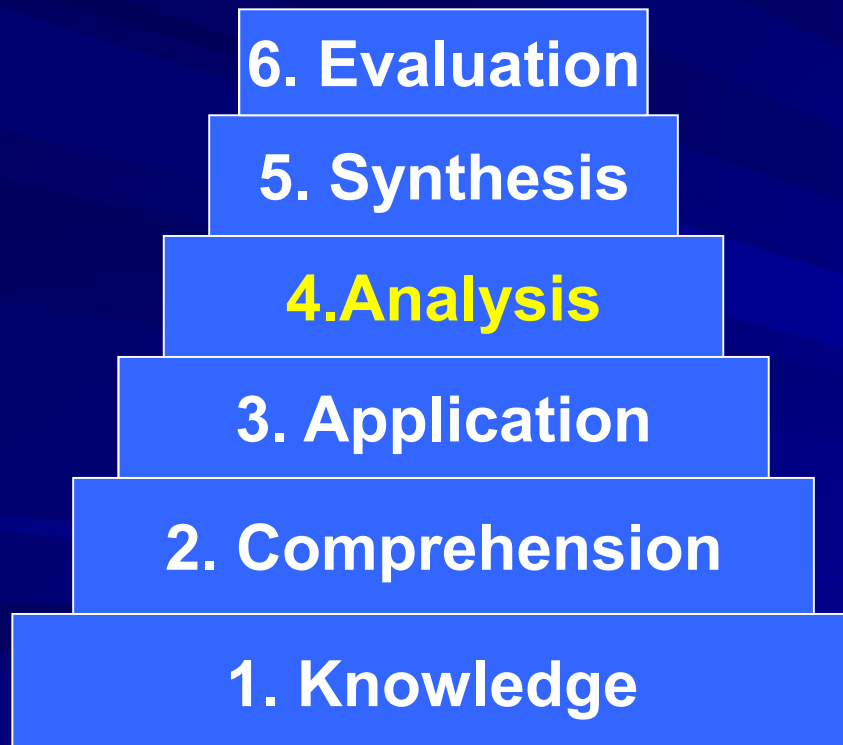 6. Evaluation
5. Synthesis
4.Analysis
3. Application
2. Comprehension
1. Knowledge